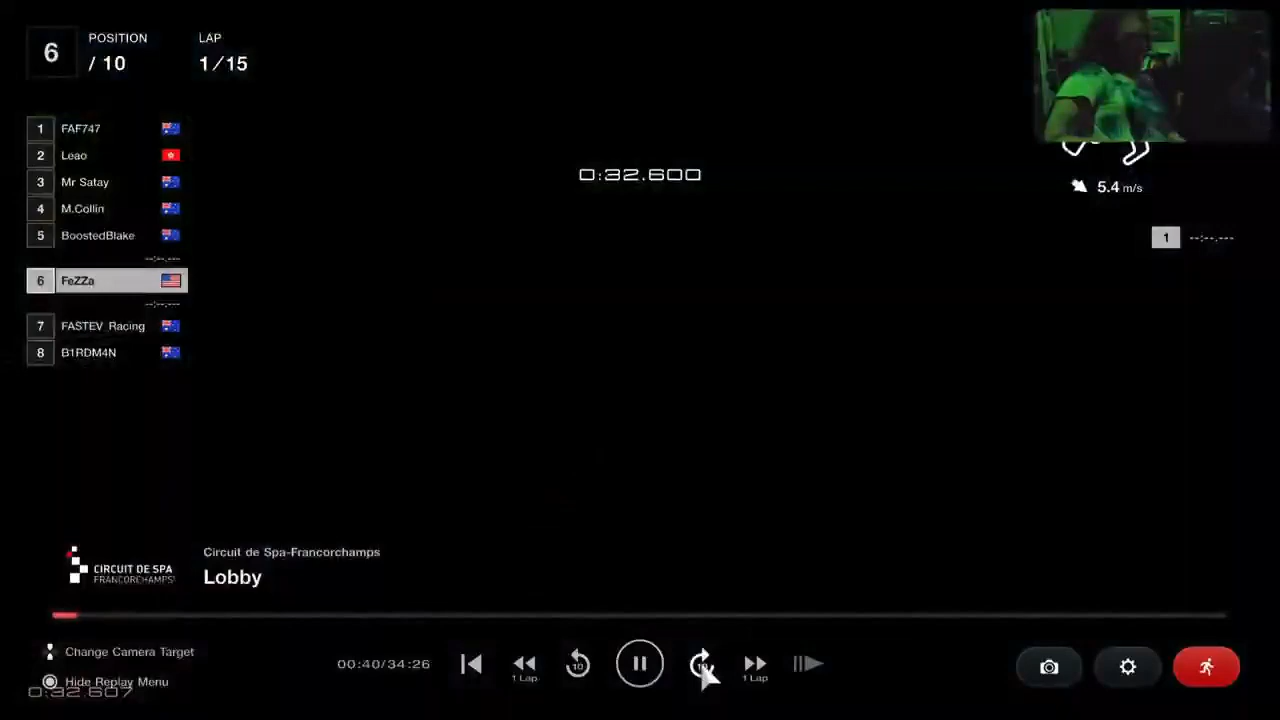 6
POSITION
/ 10
LAP
1/15
1 FAF747
2 Leao
3 Mr Satay
4 M.Collin
5 BoostedBlake
--:--.---
6 FeZZa
--:--.---
7 FASTEV Racing
8 B1RDM4N
0:32.600
5.4 m/s
1 --:--.---
CIRCUIT DE SPA
FRANCORCHAMPS
Circuit de Spa-Francorchamps
Lobby
Change Camera Target
Hide Replay Menu
0:32.607
00:40/34:26
1 Lap
10
10
1 Lap